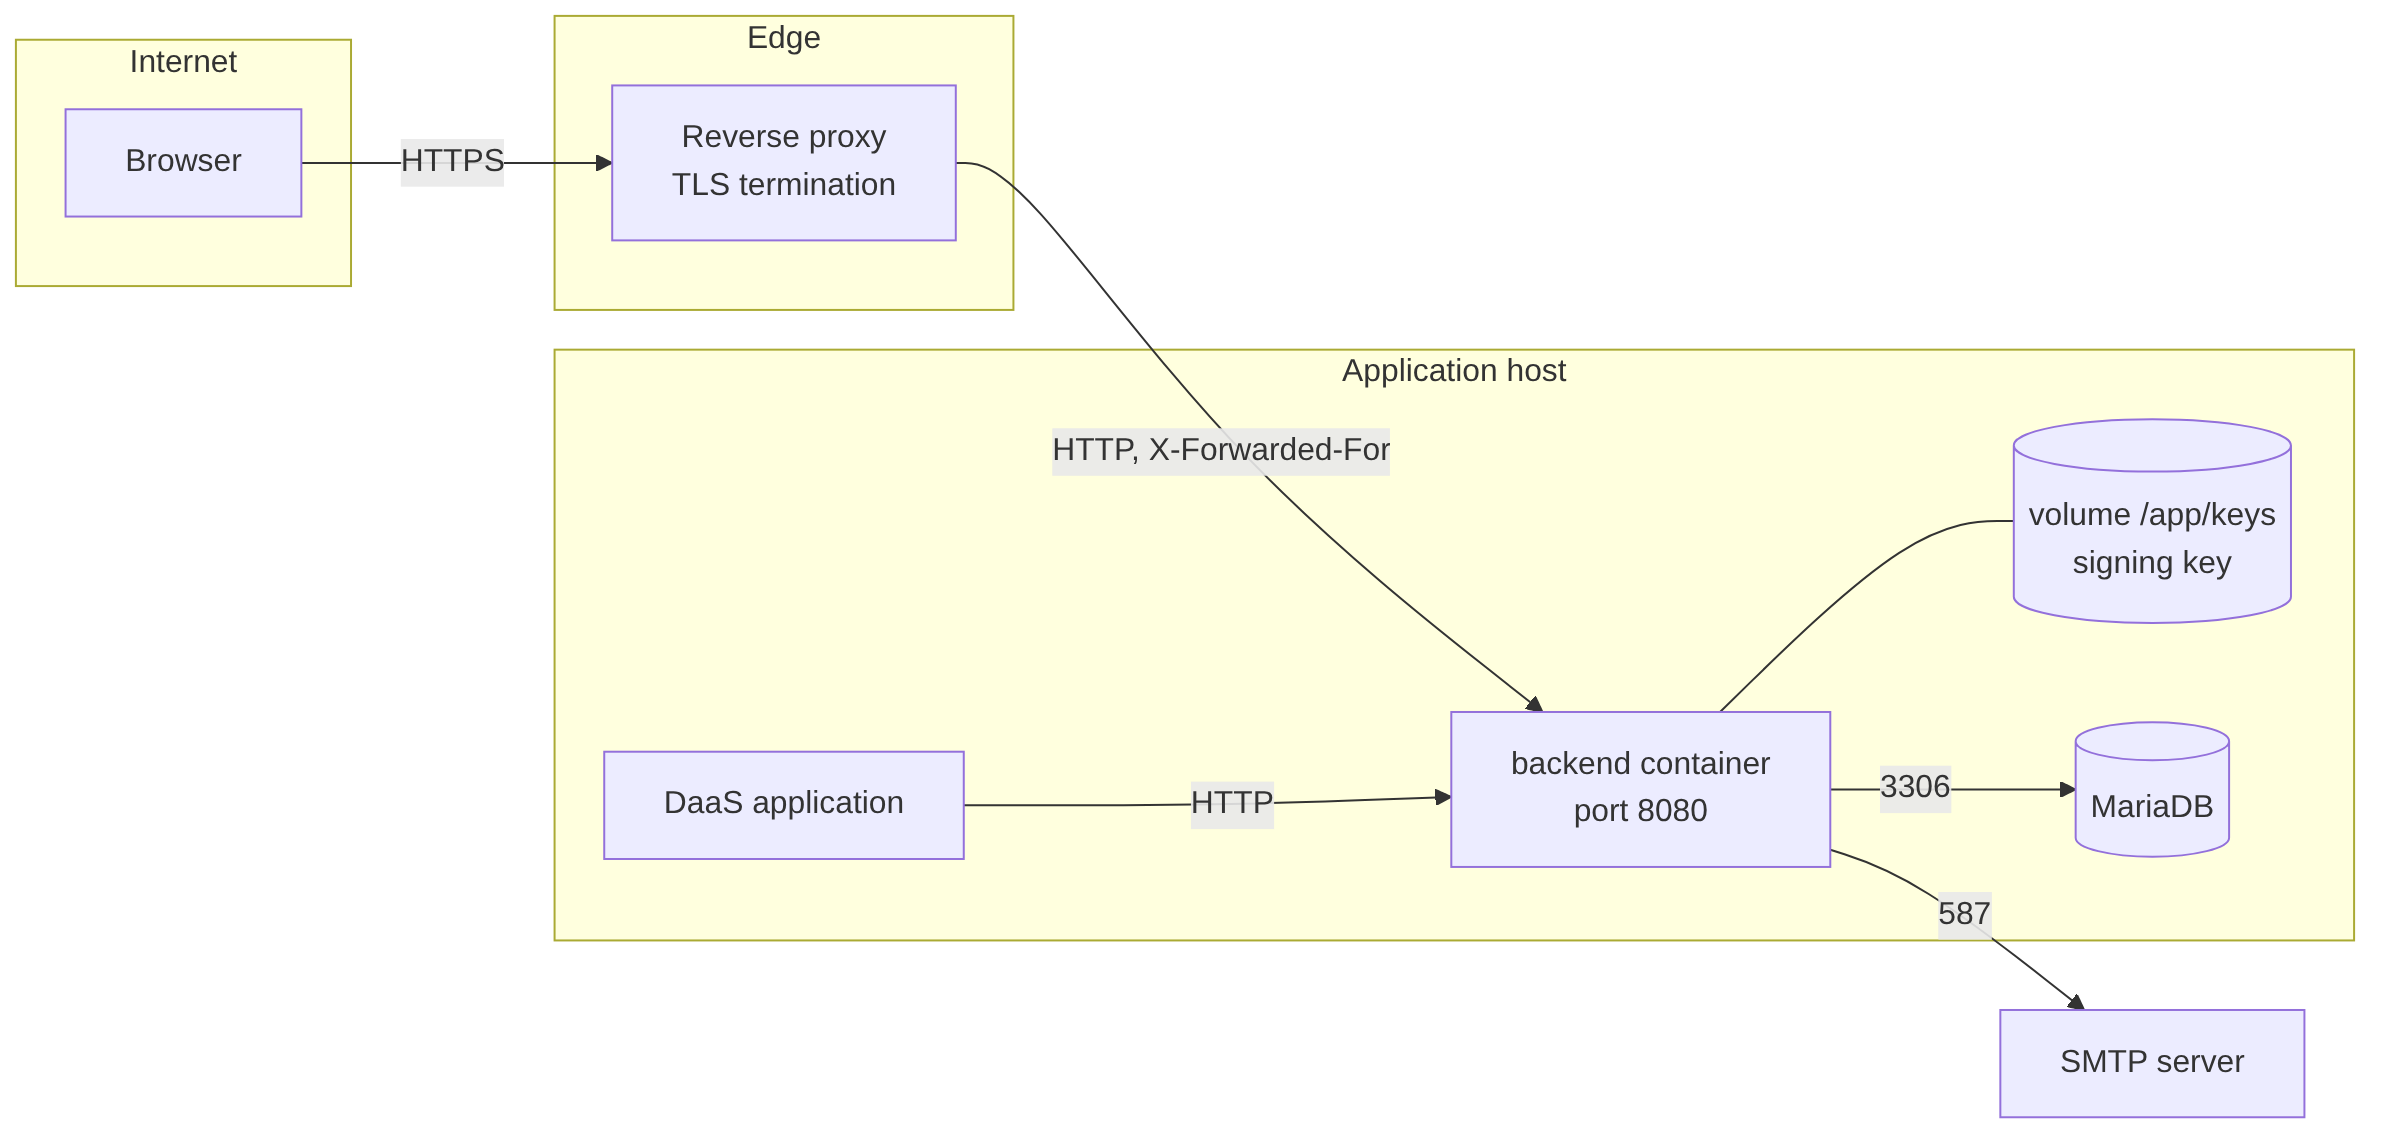 Internet
Browser
HTTPS
Edge
Reverse proxy
TLS termination
Application host
HTTP, X-Forwarded-For
volume /app/keys
signing key
DaaS application
HTTP
backend container
port 8080
3306
MariaDB
587
SMTP server